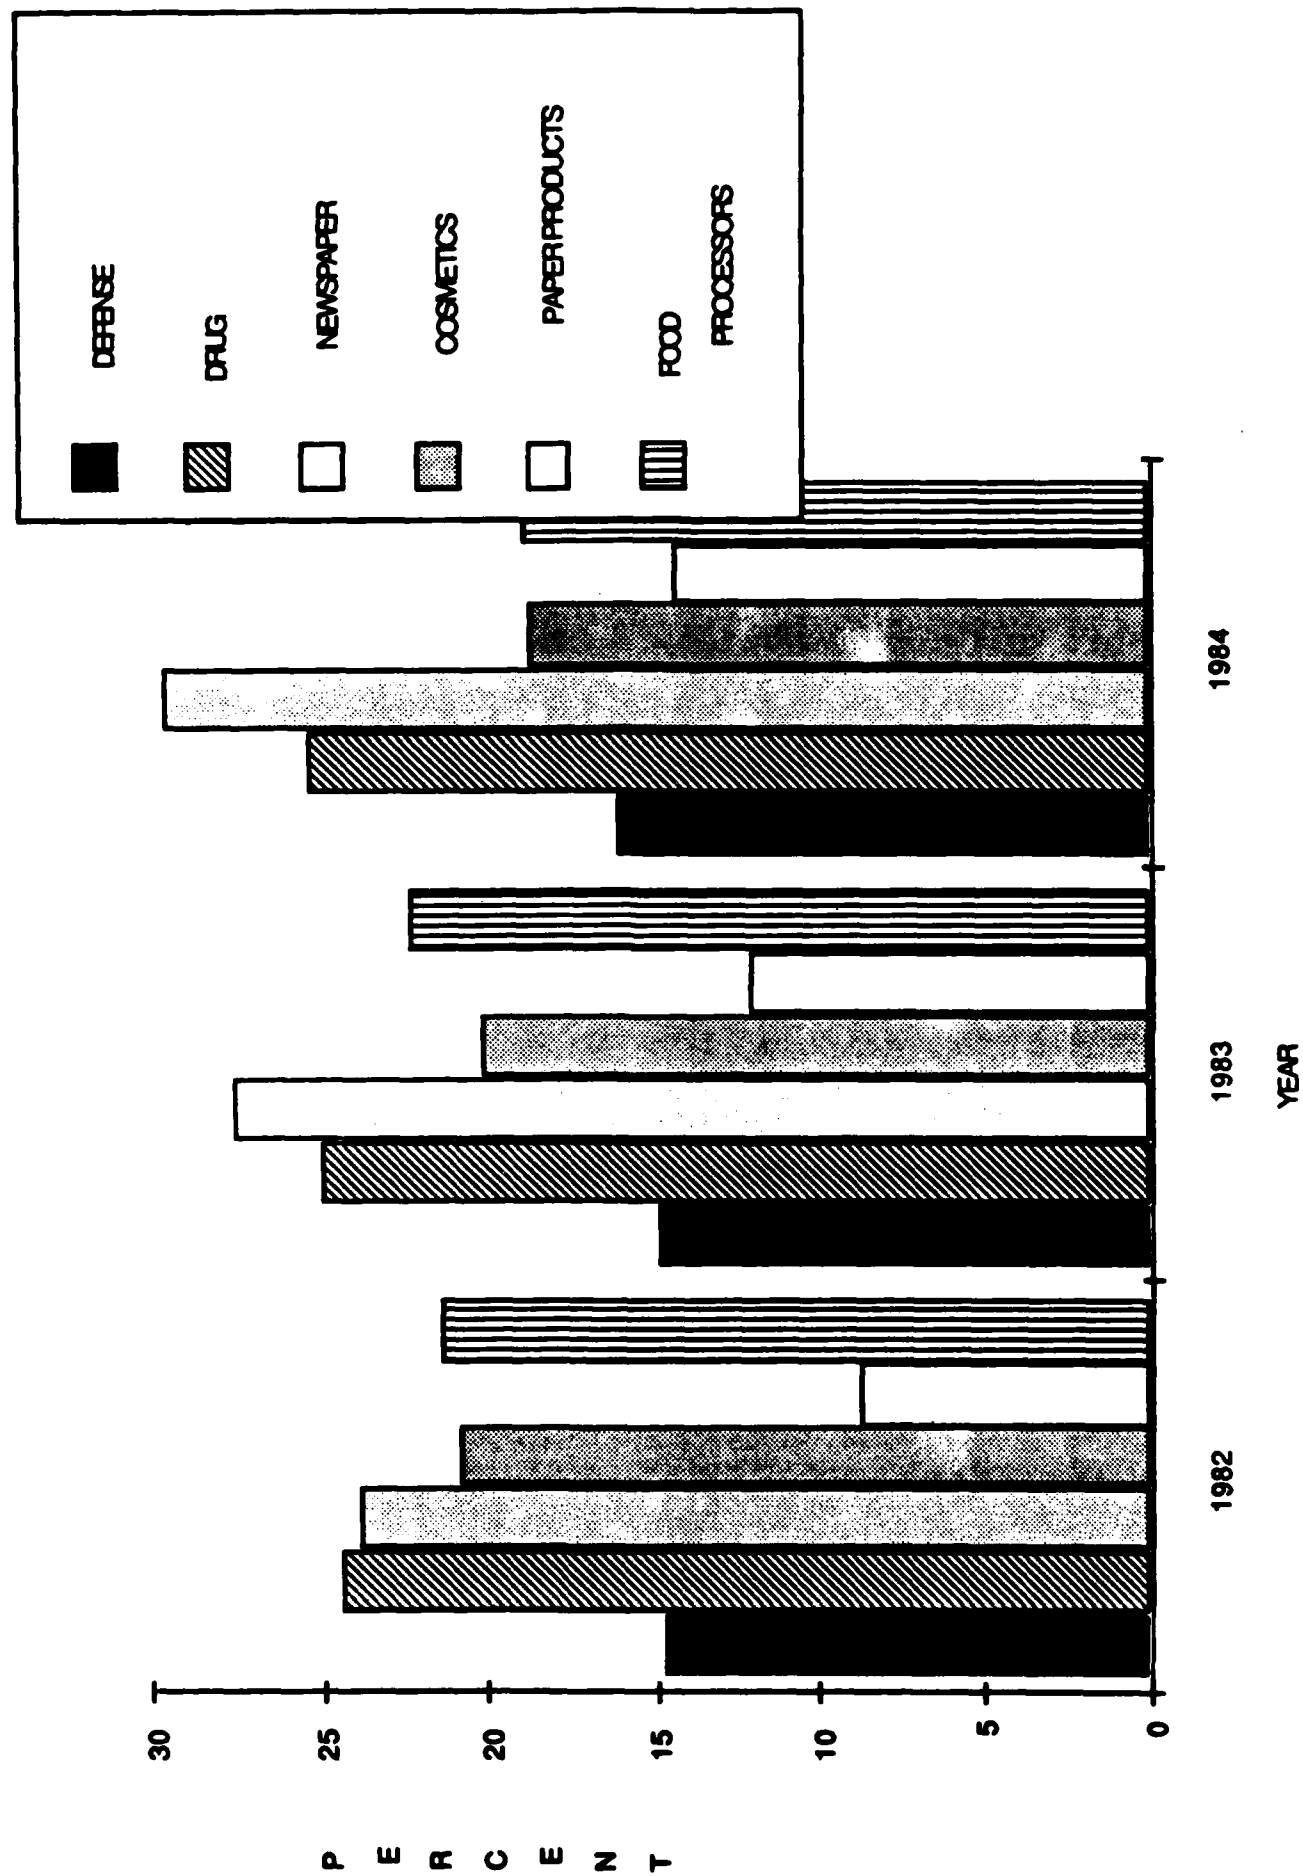 DEFENSE
DRUG
NEWSPAPER
COSMETICS
PAPER PRODUCTS
FOOD
PROCESSORS
PERCENT
30
25
20
15
10
5
0
1982
1983
1984
YEAR